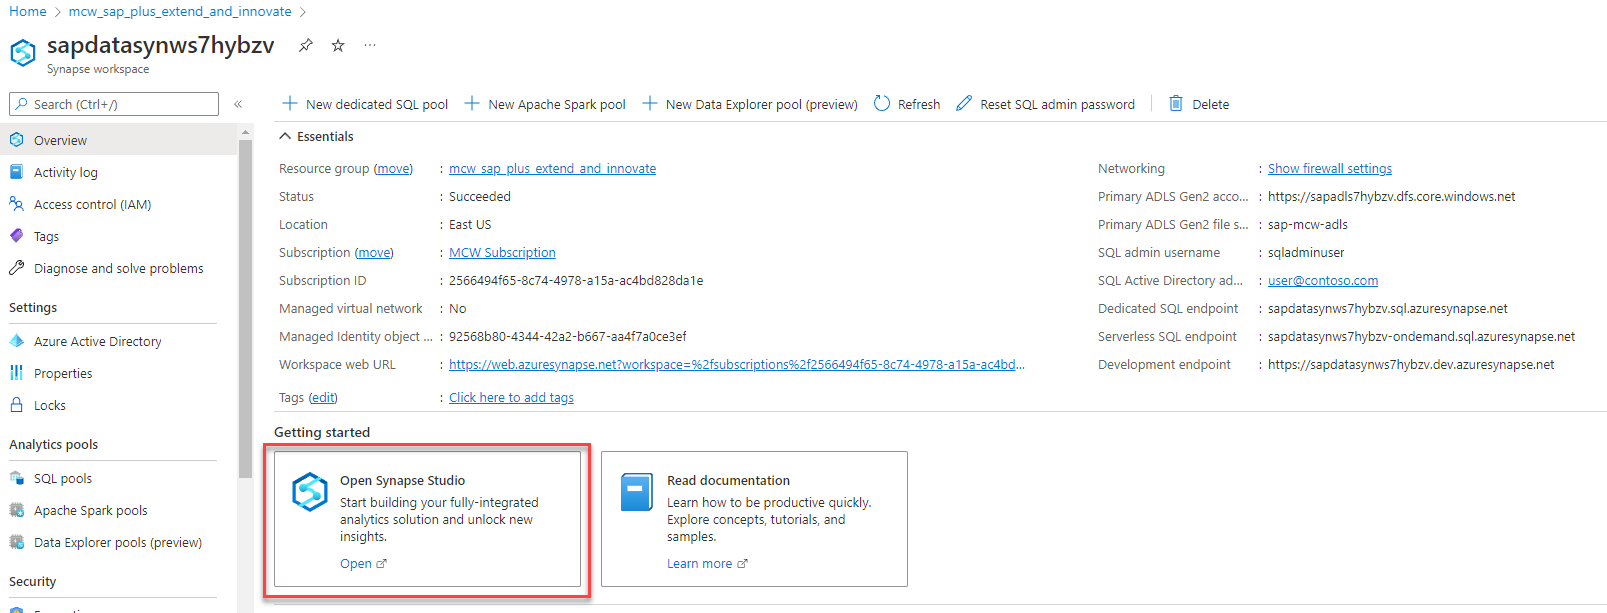 Home > mcw_sap_plus_extend_and_innovate >
sapdatasynws7hybzv
Synapse workspace
Search (Ctrl+/)
«
New dedicated SQL pool
New Apache Spark pool
New Data Explorer pool (preview)
Refresh
Reset SQL admin password
Delete
Overview
Activity log
Access control (IAM)
Tags
Diagnose and solve problems
Settings
Azure Active Directory
Properties
Locks
Analytics pools
SQL pools
Apache Spark pools
Data Explorer pools (preview)
Security
Essentials
Resource group (move) : mcw_sap_plus_extend_and_innovate
Status : Succeeded
Location : East US
Subscription (move) : MCW Subscription
Subscription ID : 2566494f65-8c74-4978-a15a-ac4bd828da1e
Managed virtual network : No
Managed Identity object ... : 92568b80-4344-42a2-b667-aa4f7a0ce3ef
Workspace web URL : https://web.azuresynapse.net?workspace=%2fsubscriptions%2f2566494f65-8c74-4978-a15a-ac4bd...
Tags (edit) : Click here to add tags
Networking : Show firewall settings
Primary ADLS Gen2 acco... : https://sapadls7hybzv.dfs.core.windows.net
Primary ADLS Gen2 file s... : sap-mcw-adls
SQL admin username : sqladminuser
SQL Active Directory ad... : user@contoso.com
Dedicated SQL endpoint : sapdatasynws7hybzv.sql.azuresynapse.net
Serverless SQL endpoint : sapdatasynws7hybzv-ondemand.sql.azuresynapse.net
Development endpoint : https://sapdatasynws7hybzv.dev.azuresynapse.net
Getting started
Open Synapse Studio
Start building your fully-integrated
analytics solution and unlock new
insights.
Open
Read documentation
Learn how to be productive quickly.
Explore concepts, tutorials, and
samples.
Learn more